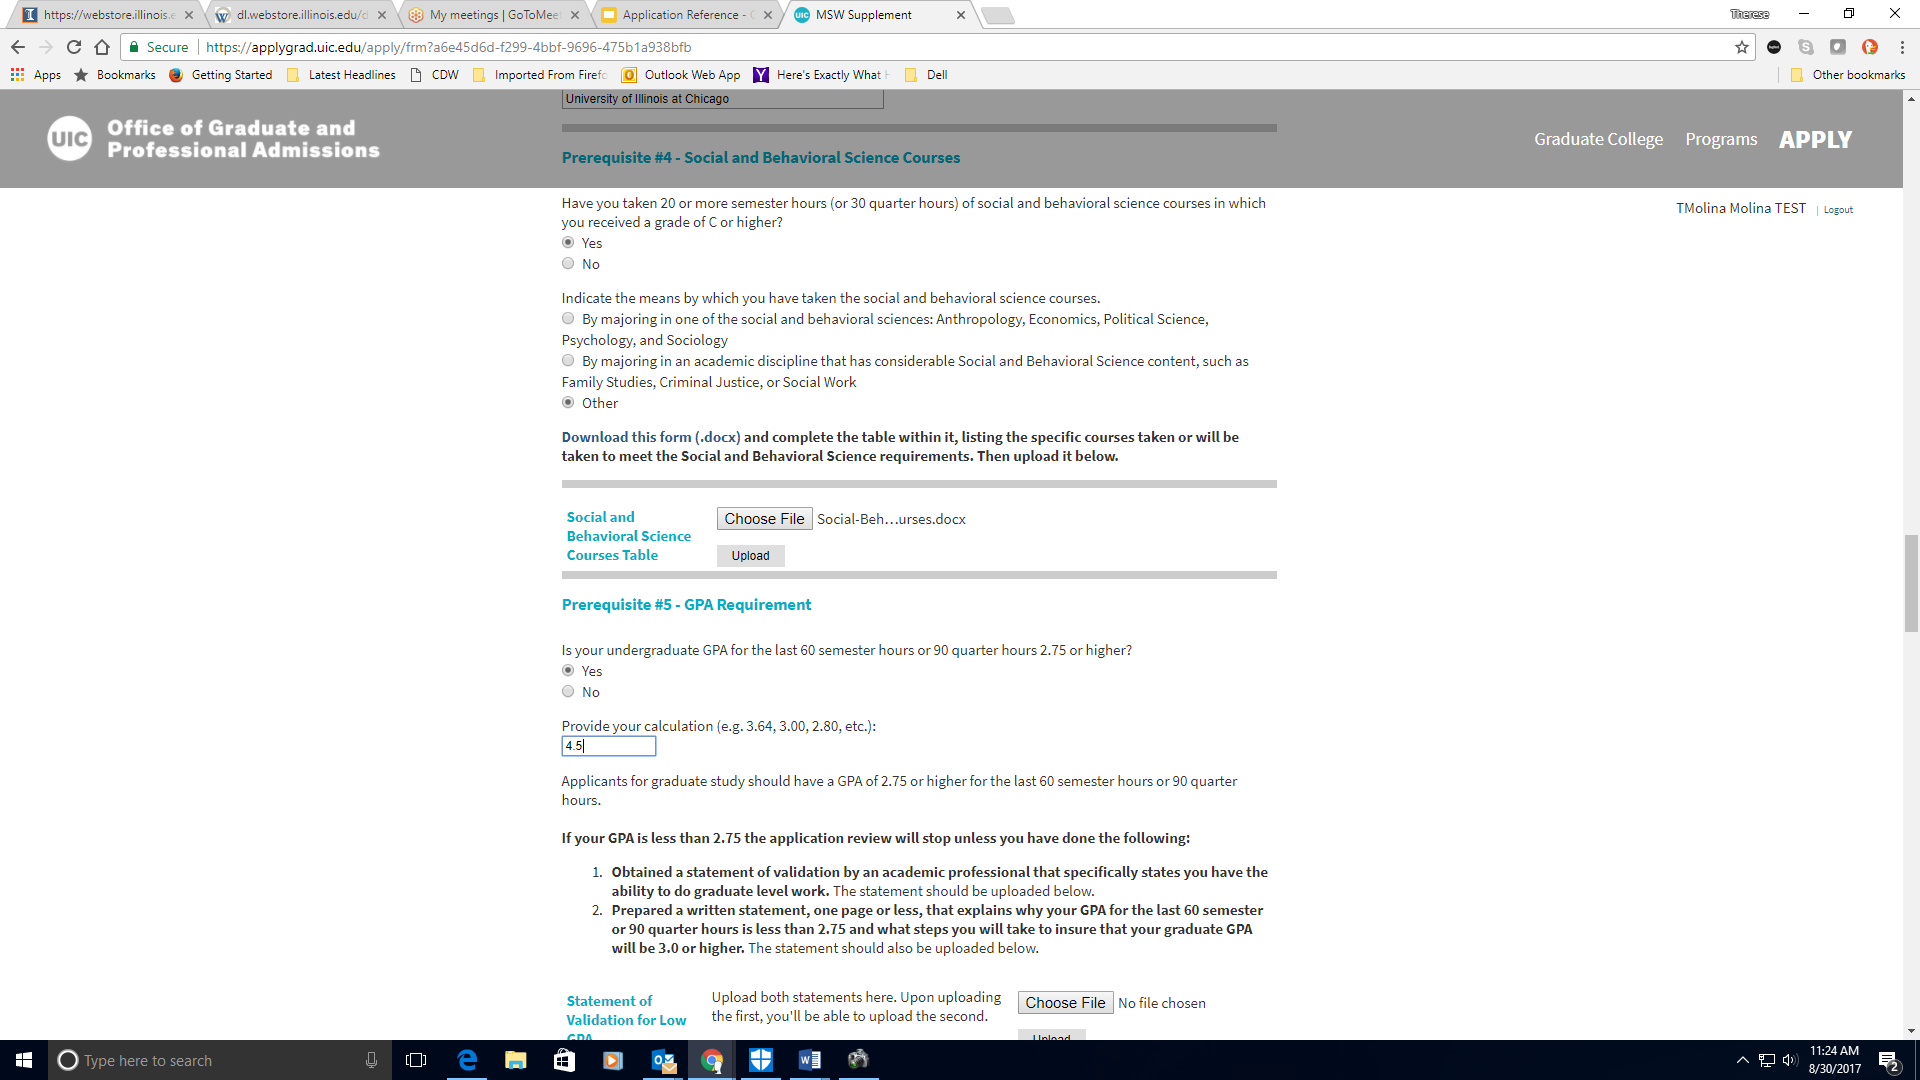 https://webstore.illinois.e
dl.webstore.illinois.edu/d
My meetings | GoToMee
Application Reference -
MSW Supplement
Therese
Secure
https://applygrad.uic.edu/apply/frm?a6e45d6d-f299-4bbf-9696-475b1a938bfb
Apps
Bookmarks
Getting Started
Latest Headlines
CDW
Imported From Firefo
Outlook Web App
Here's Exactly What H
Dell
Other bookmarks
University of Illinois at Chicago
UIC
Office of Graduate and
Professional Admissions
Graduate College
Programs
APPLY
Prerequisite #4 - Social and Behavioral Science Courses
TMolina Molina TEST | Logout
Have you taken 20 or more semester hours (or 30 quarter hours) of social and behavioral science courses in which
you received a grade of C or higher?
Yes
No
Indicate the means by which you have taken the social and behavioral science courses.
By majoring in one of the social and behavioral sciences: Anthropology, Economics, Political Science,
Psychology, and Sociology
By majoring in an academic discipline that has considerable Social and Behavioral Science content, such as
Family Studies, Criminal Justice, or Social Work
Other
Download this form (.docx) and complete the table within it, listing the specific courses taken or will be
taken to meet the Social and Behavioral Science requirements. Then upload it below.
Social and
Behavioral Science
Courses Table
Choose File Social-Beh…urses.docx
Upload
Prerequisite #5 - GPA Requirement
Is your undergraduate GPA for the last 60 semester hours or 90 quarter hours 2.75 or higher?
Yes
No
Provide your calculation (e.g. 3.64, 3.00, 2.80, etc.):
4.5
Applicants for graduate study should have a GPA of 2.75 or higher for the last 60 semester hours or 90 quarter
hours.
If your GPA is less than 2.75 the application review will stop unless you have done the following:
1. Obtained a statement of validation by an academic professional that specifically states you have the
ability to do graduate level work. The statement should be uploaded below.
2. Prepared a written statement, one page or less, that explains why your GPA for the last 60 semester
or 90 quarter hours is less than 2.75 and what steps you will take to insure that your graduate GPA
will be 3.0 or higher. The statement should also be uploaded below.
Statement of
Validation for Low
GPA
Upload both statements here. Upon uploading
the first, you'll be able to upload the second.
Choose File No file chosen
Upload
Type here to search
11:24 AM
8/30/2017
2